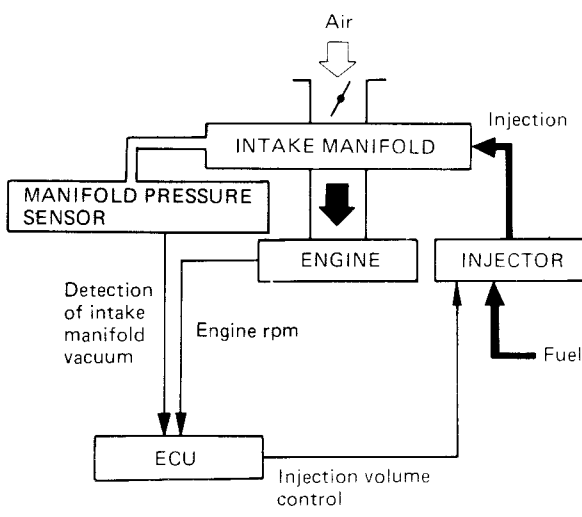 Air
Injection
INTAKE MANIFOLD
MANIFOLD PRESSURE
SENSOR
ENGINE
INJECTOR
Detection
of intake
manifold
vacuum
Engine rpm
Fuel
ECU
Injection volume
control